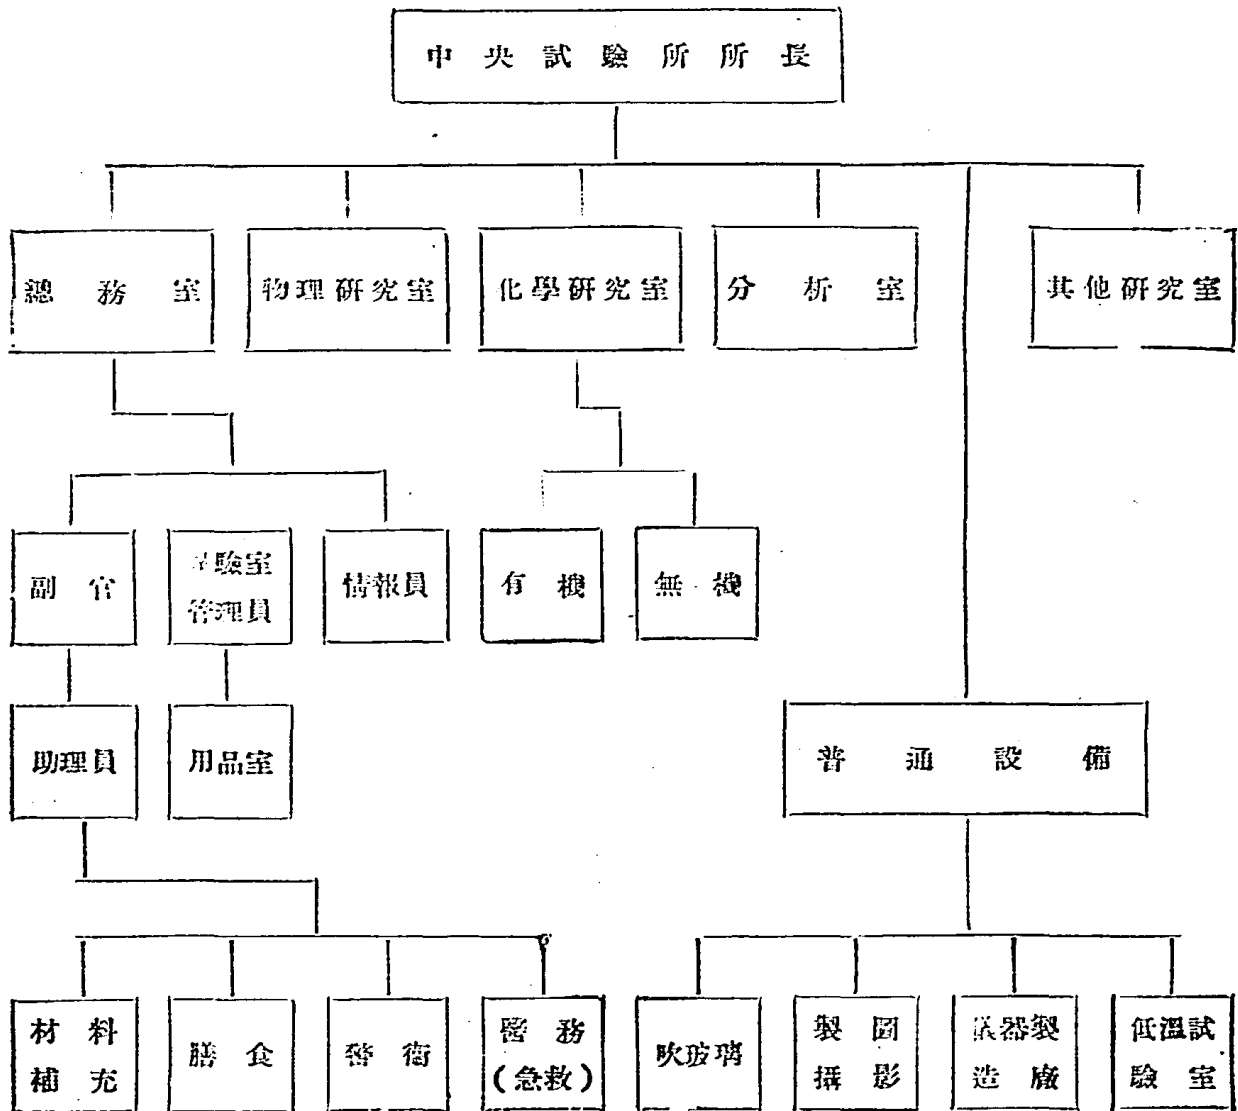 中央試驗所所長
總務室
物理研究室
化學研究室
分析室
其他研究室
副官
驗室
管理員
情報員
有機
無機
助理員
用品室
普通設備
材料
補充
膳食
警衛
醫務
(急救)
吹玻璃
製圖
攝影
儀器製
造廠
低溫試
驗室